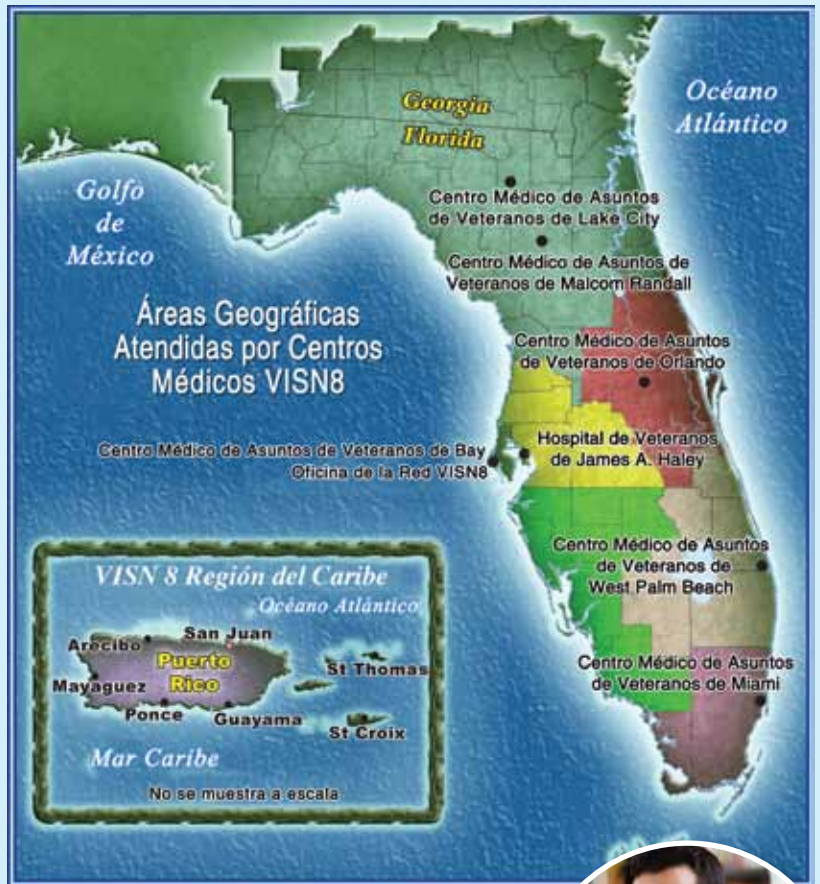 Georgia
Florida
Océano
Atlántico
Golfo
de
México
Centro Médico de Asuntos
de Veteranos de Lake City
Centro Médico de Asuntos de
Veteranos de Malcom Randall
Áreas Geográficas
Atendidas por Centros
Médicos VISN8
Centro Médico de Asuntos
de Veteranos de Orlando
Centro Médico de Asuntos de Veteranos de Bay
Oficina de la Red VISN8
Hospital de Veteranos
de James A. Haley
Centro Médico de Asuntos
de Veteranos de
West Palm Beach
Centro Médico de Asuntos
de Veteranos de Miami
VISN 8 Región del Caribe
Océano Atlántico
San Juan
Arecibo
Puerto
Rico
St Thomas
Mayaguez
Ponce
Guayama
St Croix
Mar Caribe
No se muestra a escala